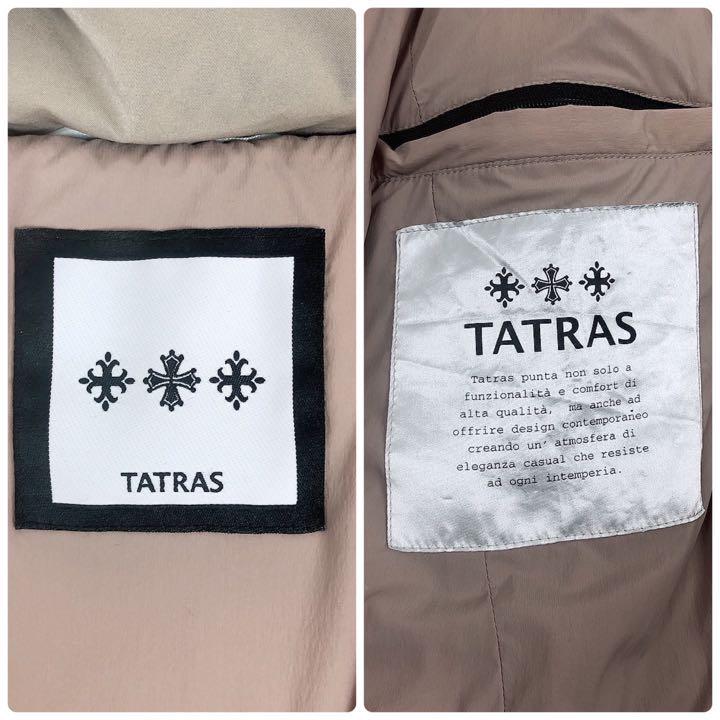 TATRAS
TATRAS
Tatras punta non solo a
funzionalità e comfort di
alta qualità, ma anche ad
offrire design contemporaneo
creando un' atmosfera di
eleganza casual che resiste
ad ogni intemperia.